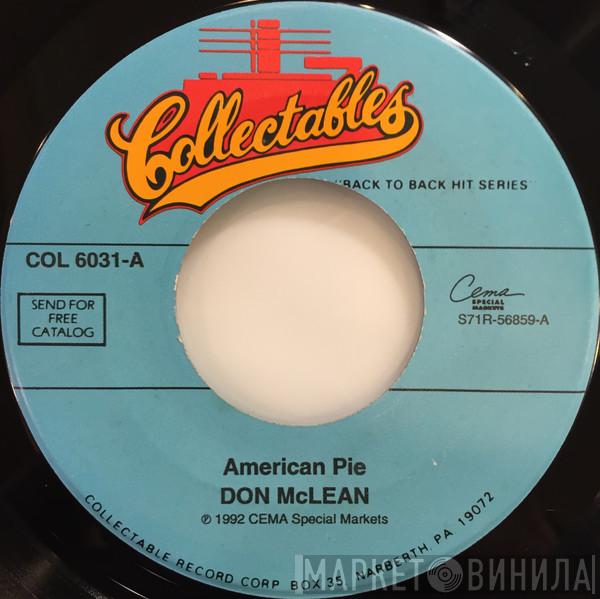 Collectables
"BACK TO BACK HIT SERIES"
COL 6031-A
SEND FOR
FREE
CATALOG
Cema
SPECIAL
MARKETS
S71R-56859-A
American Pie
DON McLEAN
℗ 1992 CEMA Special Markets
COLLECTABLE RECORD CORP BOX 35, NARBERTH, PA 19072
МАРКЕТ ВИНИЛА